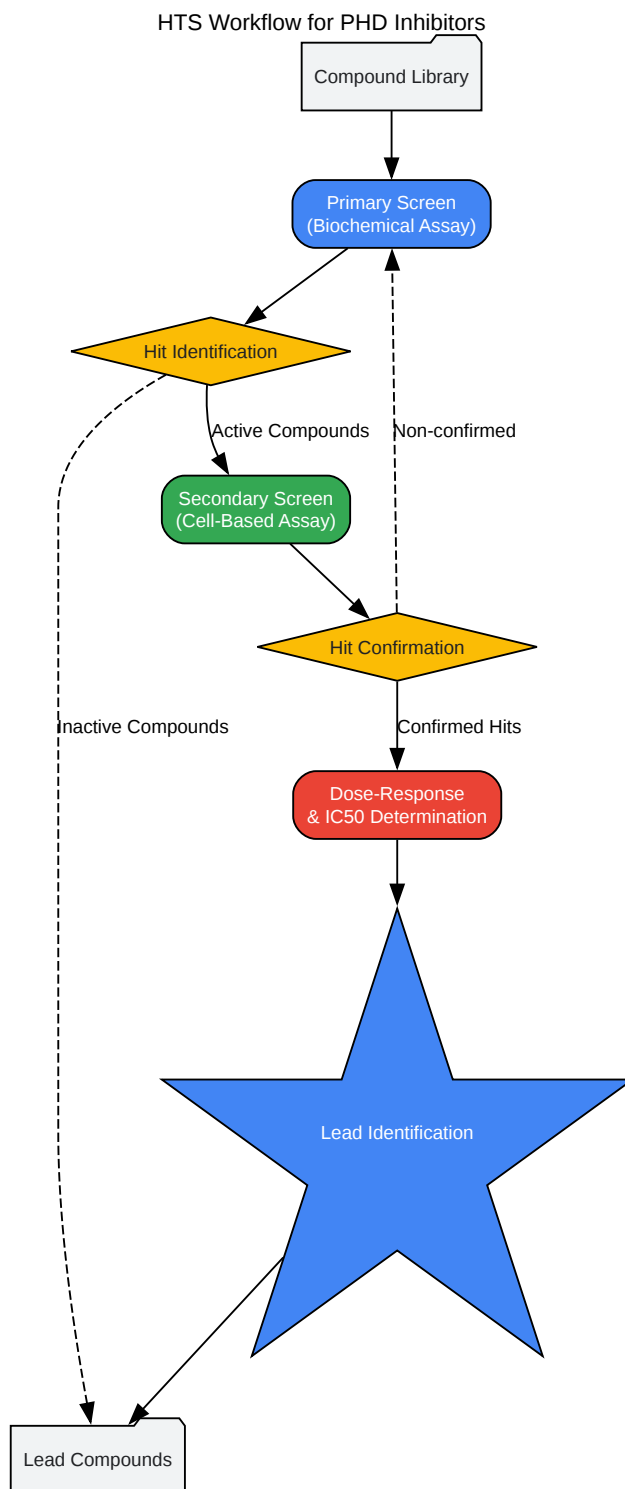 HTS Workflow for PHD Inhibitors
Compound Library
Primary Screen
(Biochemical Assay)
Hit Identification
Active Compounds
Non-confirmed
Secondary Screen
(Cell-Based Assay)
Hit Confirmation
Inactive Compounds
Confirmed Hits
Dose-Response
& IC50 Determination
Lead Identification
Lead Compounds